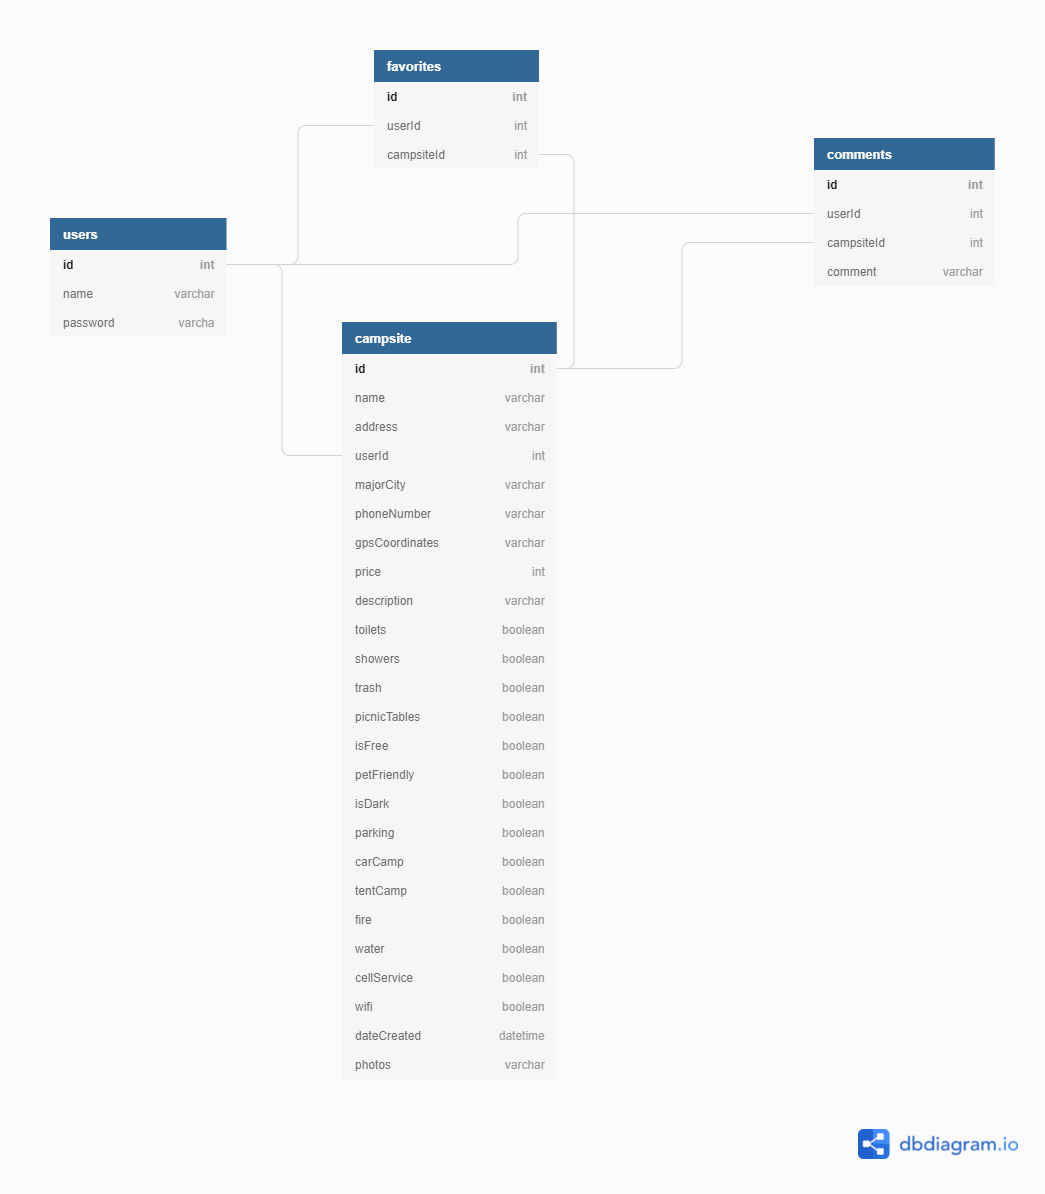 favorites
id int
userId int
campsiteId int
comments
id int
userId int
campsiteId int
comment varchar
users
id int
name varchar
password varcha
campsite
id int
name varchar
address varchar
userId int
majorCity varchar
phoneNumber varchar
gpsCoordinates varchar
price int
description varchar
toilets boolean
showers boolean
trash boolean
picnicTables boolean
isFree boolean
petFriendly boolean
isDark boolean
parking boolean
carCamp boolean
tentCamp boolean
fire boolean
water boolean
cellService boolean
wifi boolean
dateCreated datetime
photos varchar
dbdiagram.io